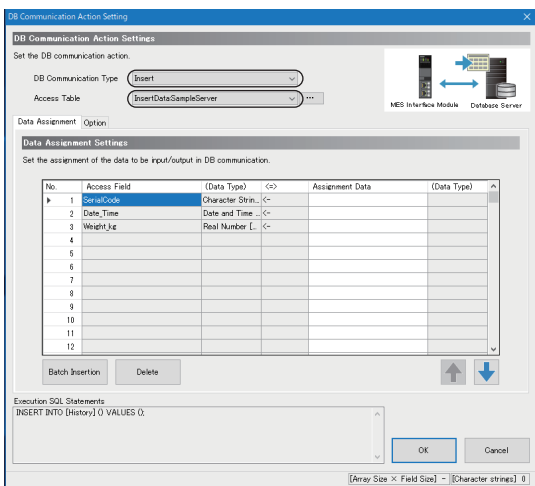 DB Communication Action Setting
DB Communication Action Settings
Set the DB communication action.
DB Communication Type Insert
Access Table InsertDataSampleServer ...
MES Interface Module Database Server
Data Assignment Option
Data Assignment Settings
Set the assignment of the data to be input/output in DB communication.
No. Access Field (Data Type) <=> Assignment Data (Data Type)
1 SerialCode Character Strin... <-
2 Date_Time Date and Time ... <-
3 Weight_kg Real Number [... <-
4
5
6
7
8
9
10
11
12
Batch Insertion Delete
Execution SQL Statements
INSERT INTO [History] () VALUES ();
OK Cancel
[Array Size × Field Size] - [Character strings] 0